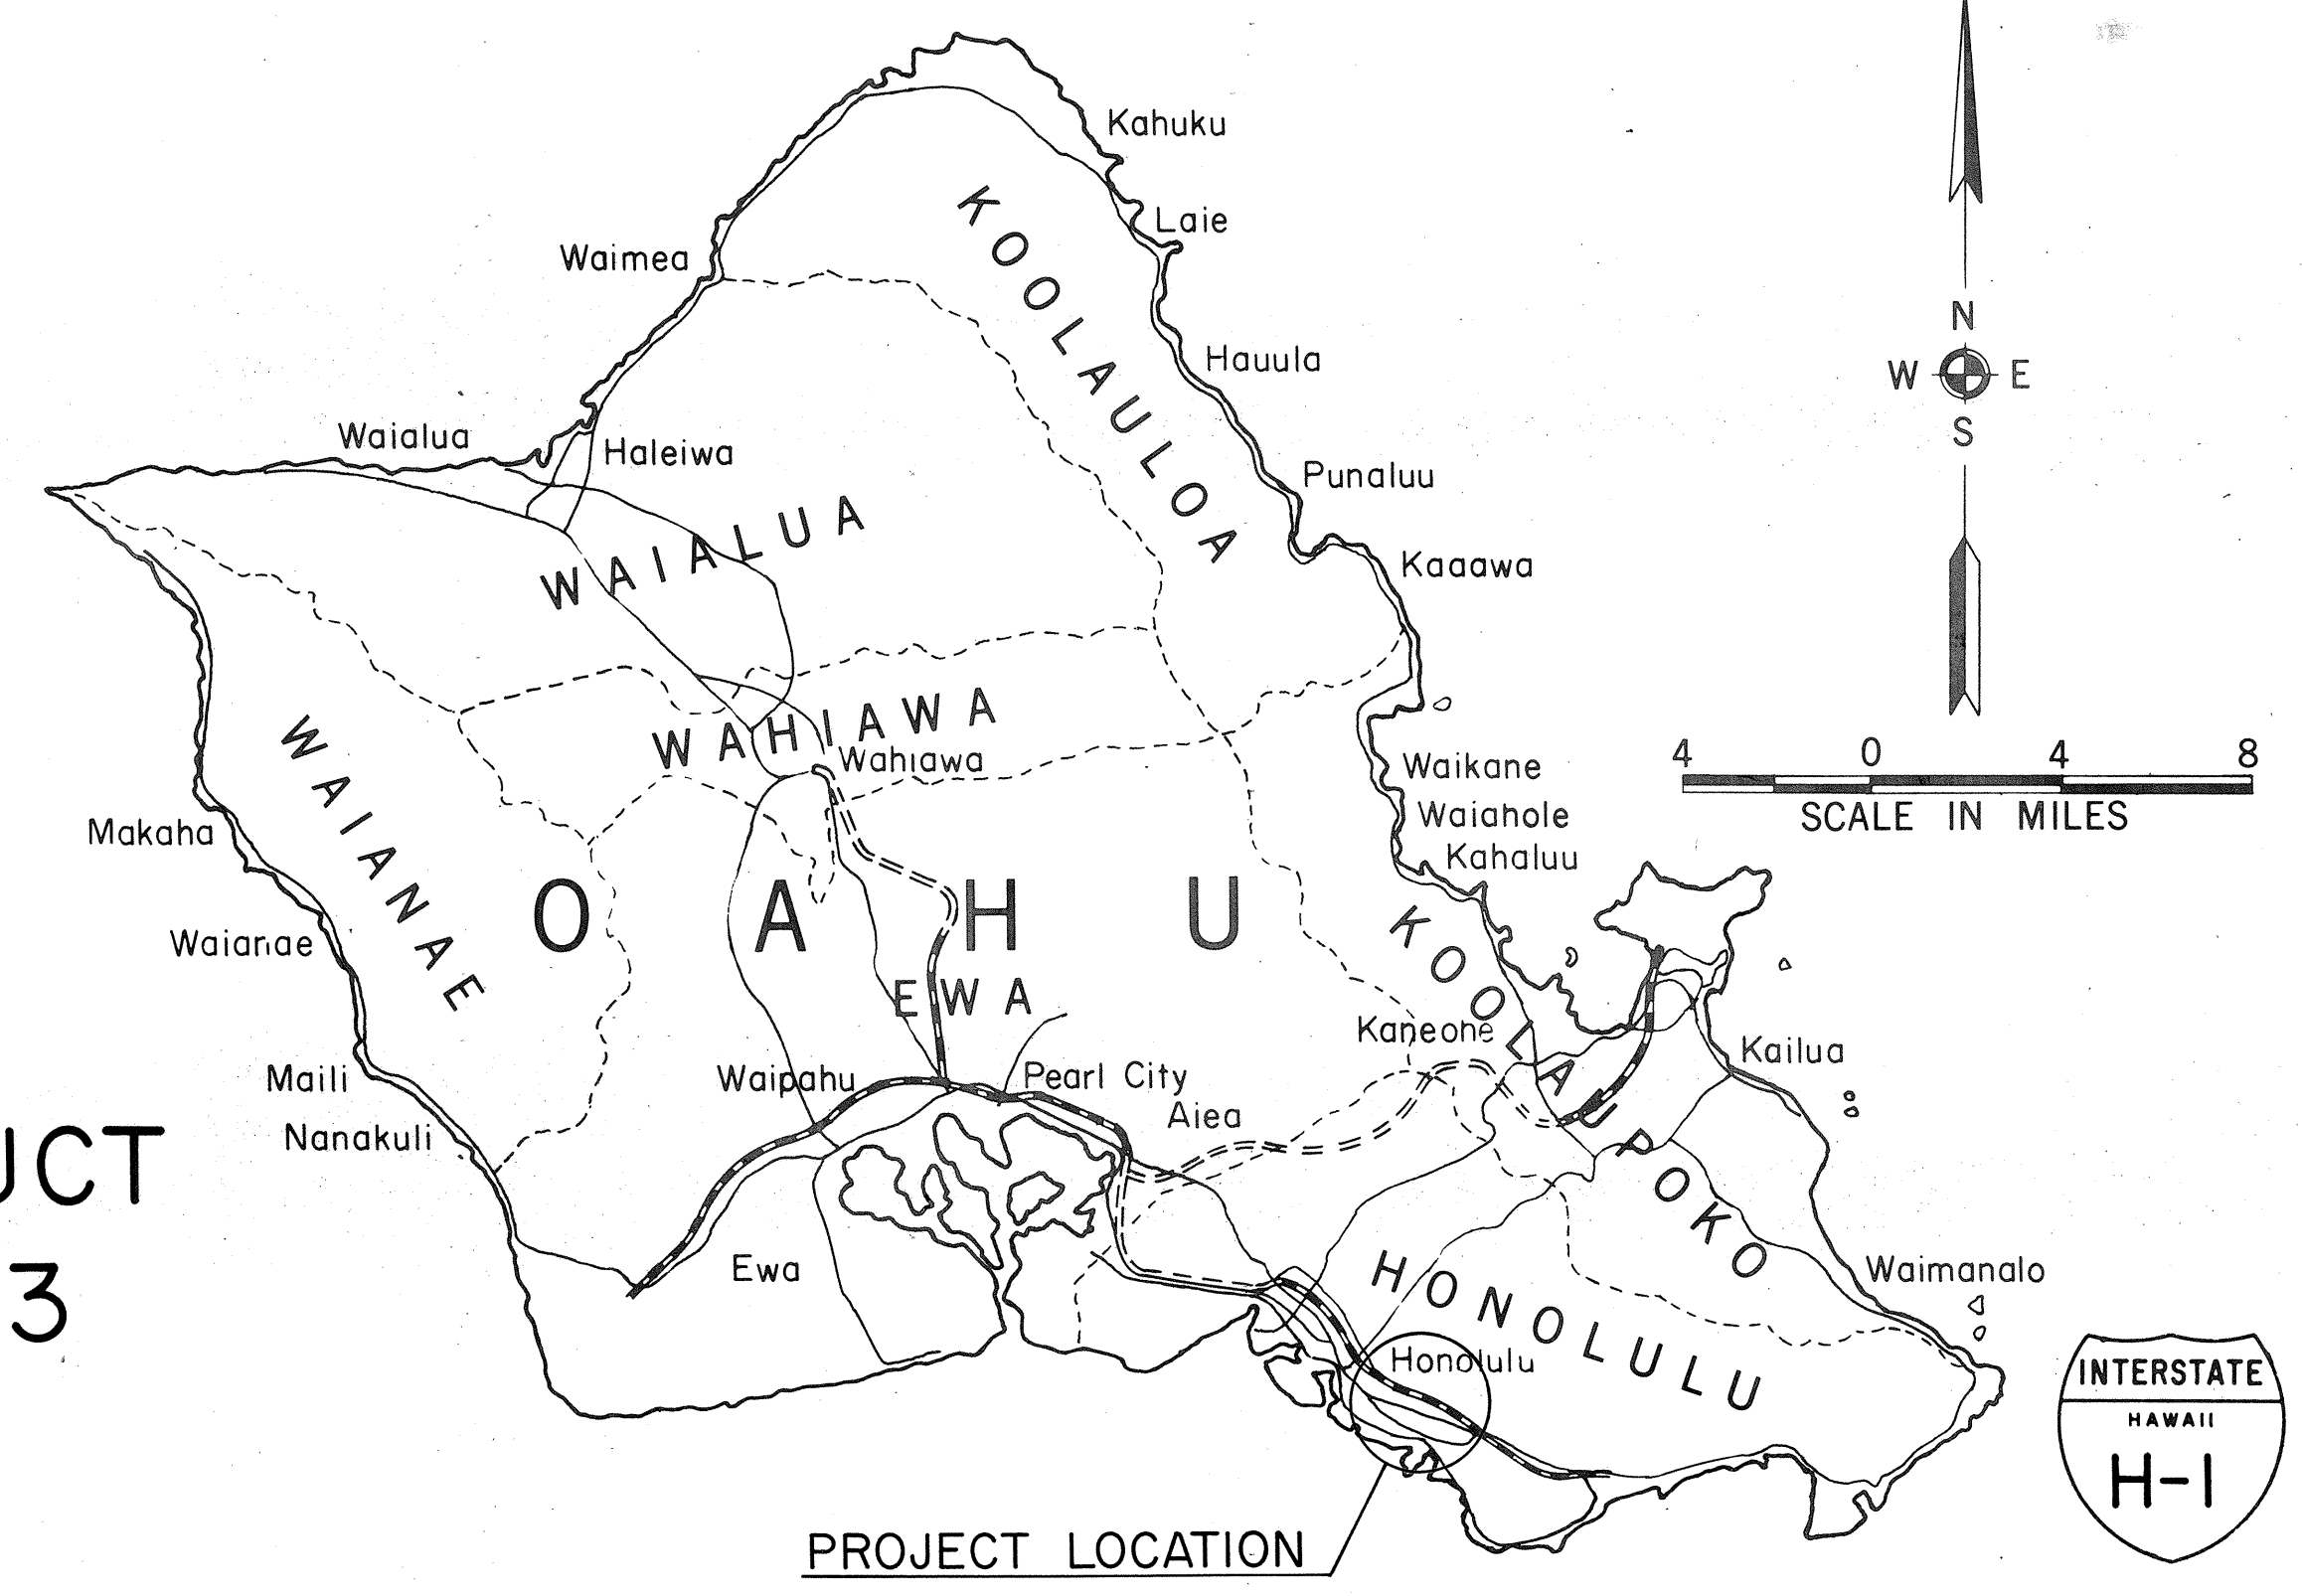 Kahuku
KOOLAULOA
Laie
Waimea
N
W E
S
Hauula
Waialua
Haleiwa
Punaluu
WAIALUA
Kaaawa
WAHIAWA
Wahiawa
WAIANAE
4 0 4 8
SCALE IN MILES
Waikane
Waiahole
Kahaluu
Makaha
OAHU
Waianae
KOOLAUPOKO
EWA
Kaneohe
Kailua
Maili
Waipahu
Pearl City
Aiea
Nanakuli
UCT
3
Ewa
HONOLULU
Waimanalo
Honolulu
INTERSTATE
HAWAII
H-1
PROJECT LOCATION